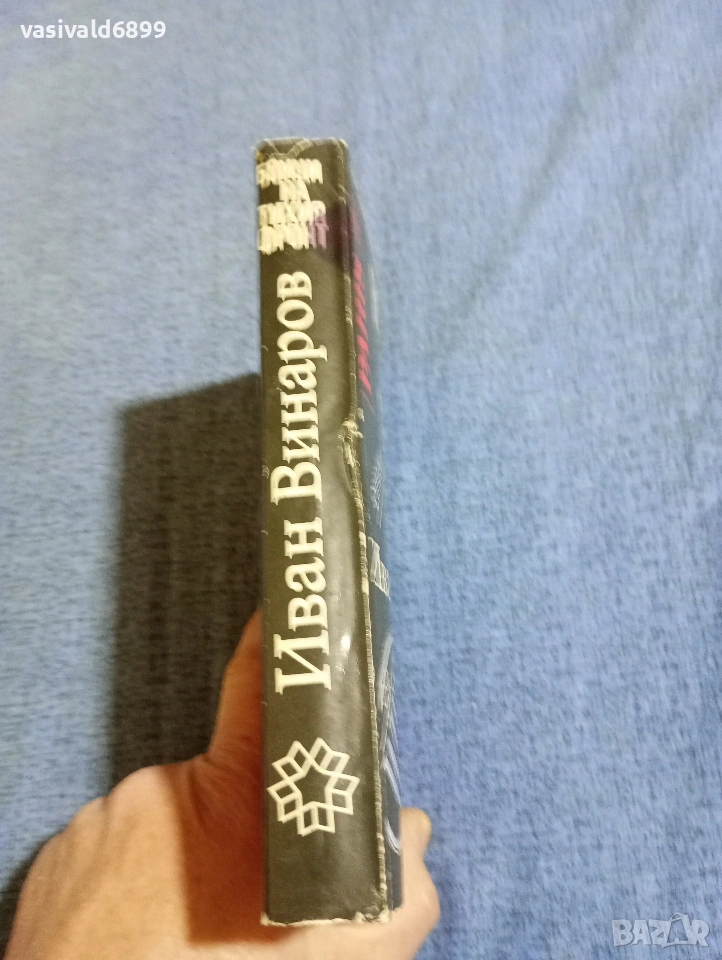 vasivald6899
БОЙЦИ
НА
ТИХИЯ
ФРОНТ
Иван Винаров
BAZAR